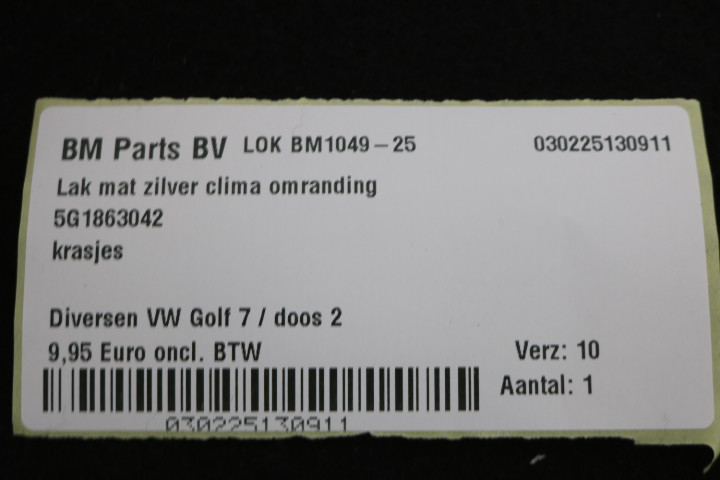 BM Parts BV LOK BM1049-25 030225130911
Lak mat zilver clima omranding
5G1863042
krasjes
Diversen VW Golf 7 / doos 2
9,95 Euro oncl. BTW Verz: 10
Aantal: 1
030225130911